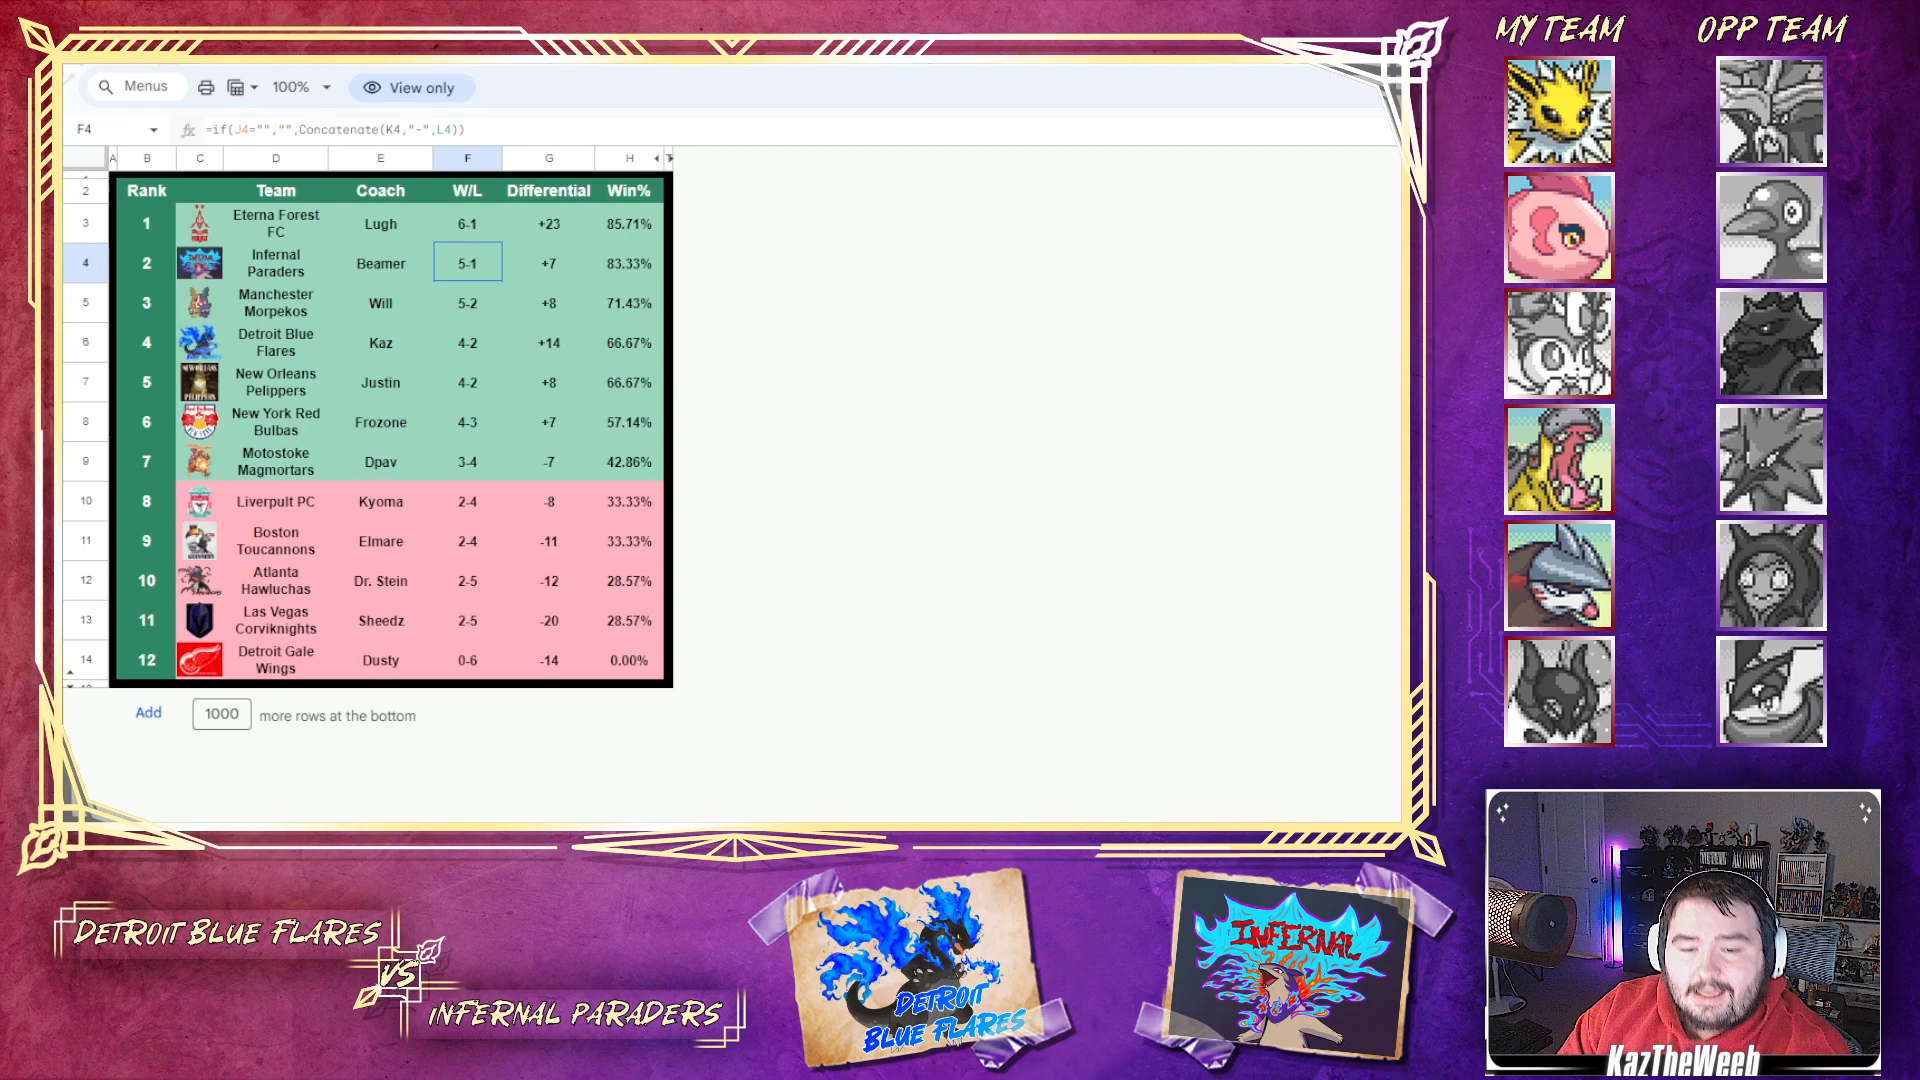 MY TEAM
OPP TEAM
Menus
100%
View only
F4
fx =if(J4="","",Concatenate(K4,"-",L4))
A B C D E F G H
2 Rank Team Coach W/L Differential Win%
3 1 Eterna Forest FC Lugh 6-1 +23 85.71%
4 2 Infernal Paraders Beamer 5-1 +7 83.33%
5 3 Manchester Morpekos Will 5-2 +8 71.43%
6 4 Detroit Blue Flares Kaz 4-2 +14 66.67%
7 5 New Orleans Pelippers Justin 4-2 +8 66.67%
8 6 New York Red Bulbas Frozone 4-3 +7 57.14%
9 7 Motostoke Magmortars Dpav 3-4 -7 42.86%
10 8 Liverpult PC Kyoma 2-4 -8 33.33%
11 9 Boston Toucannons Elmare 2-4 -11 33.33%
12 10 Atlanta Hawluchas Dr. Stein 2-5 -12 28.57%
13 11 Las Vegas Corviknights Sheedz 2-5 -20 28.57%
14 12 Detroit Gale Wings Dusty 0-6 -14 0.00%
Add 1000 more rows at the bottom
DETROIT BLUE FLARES
VS
INFERNAL PARADERS
DETROIT
BLUE FLARES
INFERNAL
KazTheWeeb